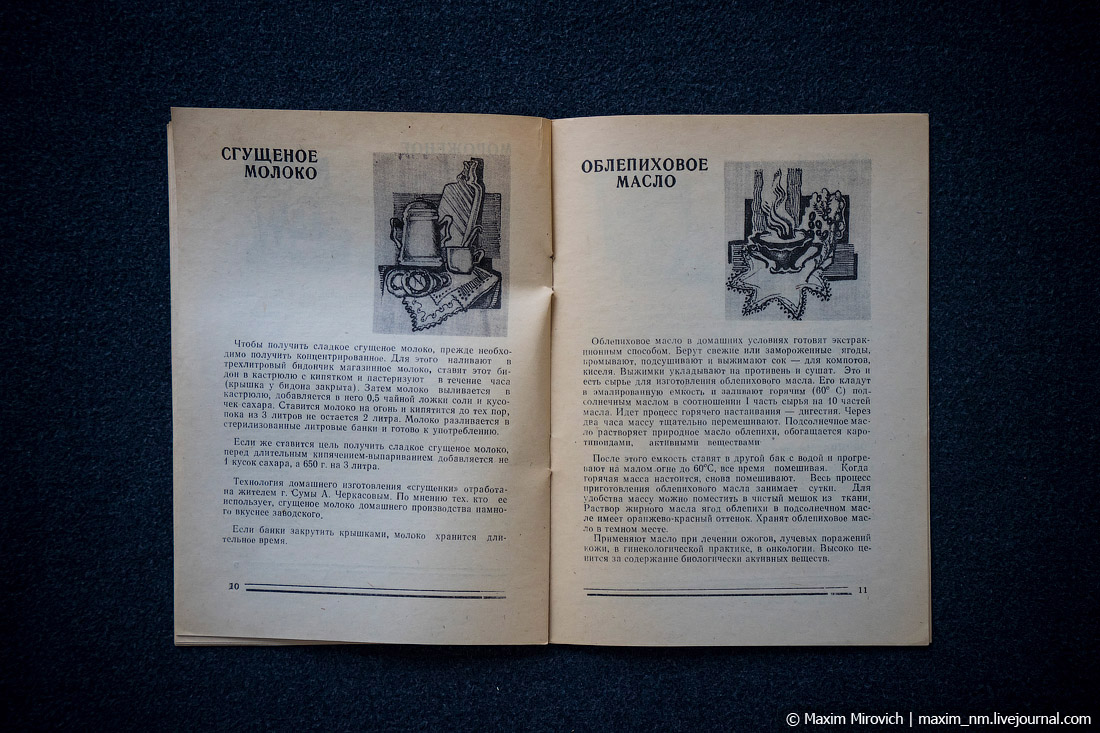 СГУЩЕНОЕ
МОЛОКО
Чтобы получить сладкое сгущеное молоко, прежде необхо-
димо получить концентрированное. Для этого наливают в
трехлитровый бидончик магазинное молоко, ставят этот би-
дон в кастрюлю с кипятком и пастеризуют в течение часа
(крышка у бидона закрыта). Затем молоко выливается в
кастрюлю, добавляется в него 0,5 чайной ложки соли и кусо-
чек сахара. Ставится молоко на огонь и кипятится до тех пор,
пока из 3 литров не остается 2 литра. Молоко разливается в
стерилизованные литровые банки и готово к употреблению.
Если же ставится цель получить сладкое сгущеное молоко,
перед длительным кипячением-выпариванием добавляется не
1 кусок сахара, а 650 г. на 3 литра.
Технология домашнего изготовления «сгущенки» отработа-
на жителем г. Сумы А. Черкасовым. По мнению тех. кто ее
использует, сгущеное молоко домашнего производства намно-
го вкуснее заводского.
Если банки закрутить крышками, молоко хранится дли-
тельное время.
10
ОБЛЕПИХОВОЕ
МАСЛО
Облепиховое масло в домашних условиях готовят экстрак-
ционным способом. Берут свежие или замороженные ягоды,
промывают, подсушивают и выжимают сок — для компотов,
киселя. Выжимки укладывают на противень и сушат. Это и
есть сырье для изготовления облепихового масла. Его кладут
в эмалированную емкость и заливают горячим (60° С) под-
солнечным маслом в соотношении 1 часть сырья на 10 частей
масла. Идет процесс горячего настаивания — дигестия. Через
два часа массу тщательно перемешивают. Подсолнечное мас-
ло растворяет природное масло облепихи, обогащается каро-
тиноидами, активными веществами
После этого емкость ставят в другой бак с водой и прогре-
вают на малом огне до 60°С, все время помешивая. Когда
горячая масса настоится, снова помешивают. Весь процесс
приготовления облепихового масла занимает сутки. Для
удобства массу можно поместить в чистый мешок из ткани.
Раствор жирного масла ягод облепихи в подсолнечном мас-
ле имеет оранжево-красный оттенок. Хранят облепиховое мас-
ло в темном месте.
Применяют масло при лечении ожогов, лучевых поражений
кожи, в гинекологической практике, в онкологии. Высоко це-
нится за содержание биологически активных веществ.
11
© Maxim Mirovich | maxim_nm.livejournal.com